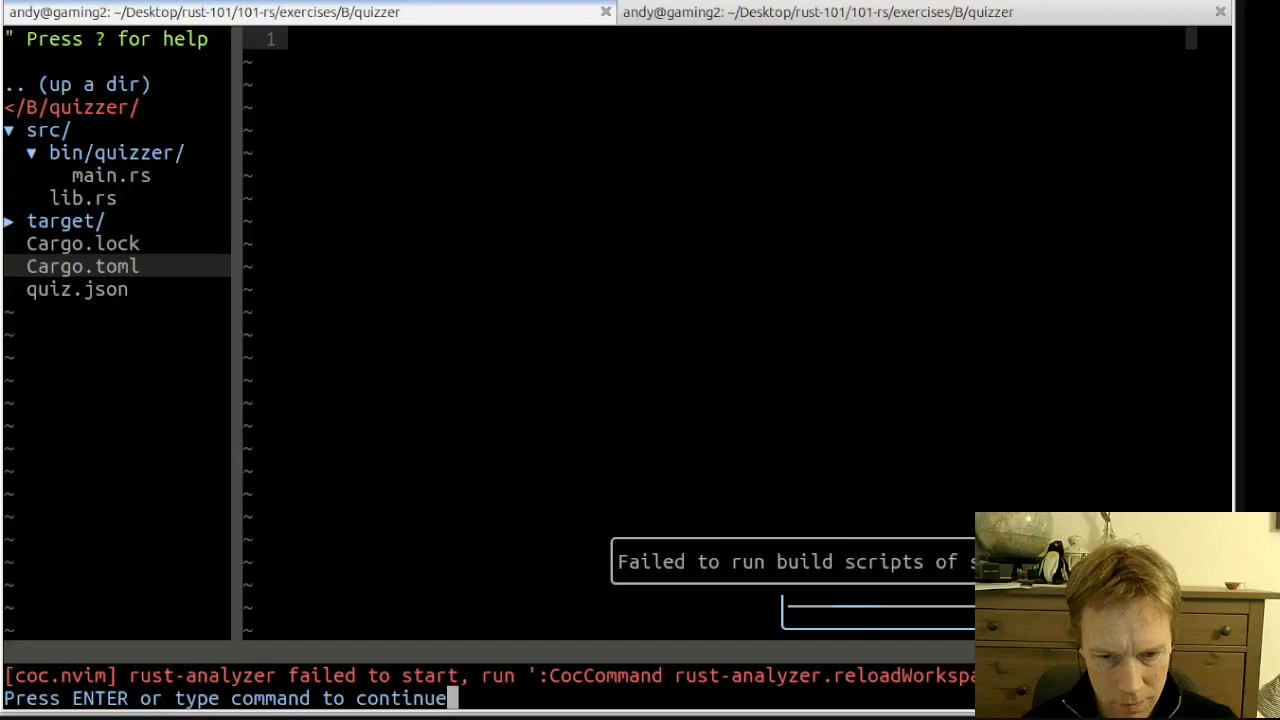 andy@gaming2: ~/Desktop/rust-101/101-rs/exercises/B/quizzer
andy@gaming2: ~/Desktop/rust-101/101-rs/exercises/B/quizzer
" Press ? for help
1
.. (up a dir)
</B/quizzer/
▼ src/
▼ bin/quizzer/
main.rs
lib.rs
▶ target/
Cargo.lock
Cargo.toml
quiz.json
Failed to run build scripts of s
[coc.nvim] rust-analyzer failed to start, run ':CocCommand rust-analyzer.reloadWorkspa
Press ENTER or type command to continue